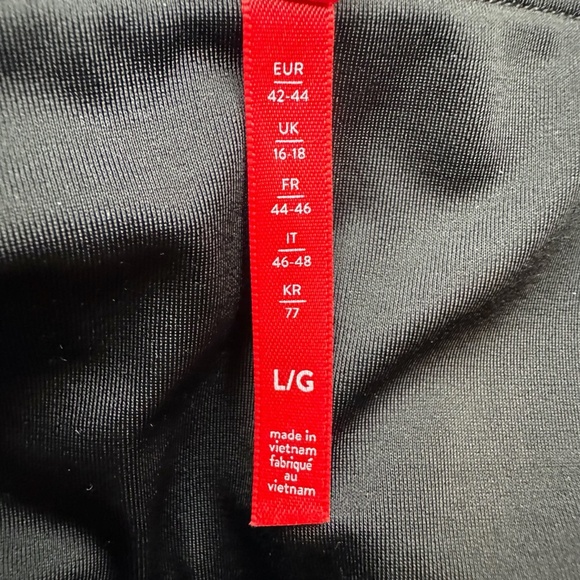 EUR
42-44
UK
16-18
FR
44-46
IT
46-48
KR
77
L/G
made in
vietnam
fabriqué
au
vietnam